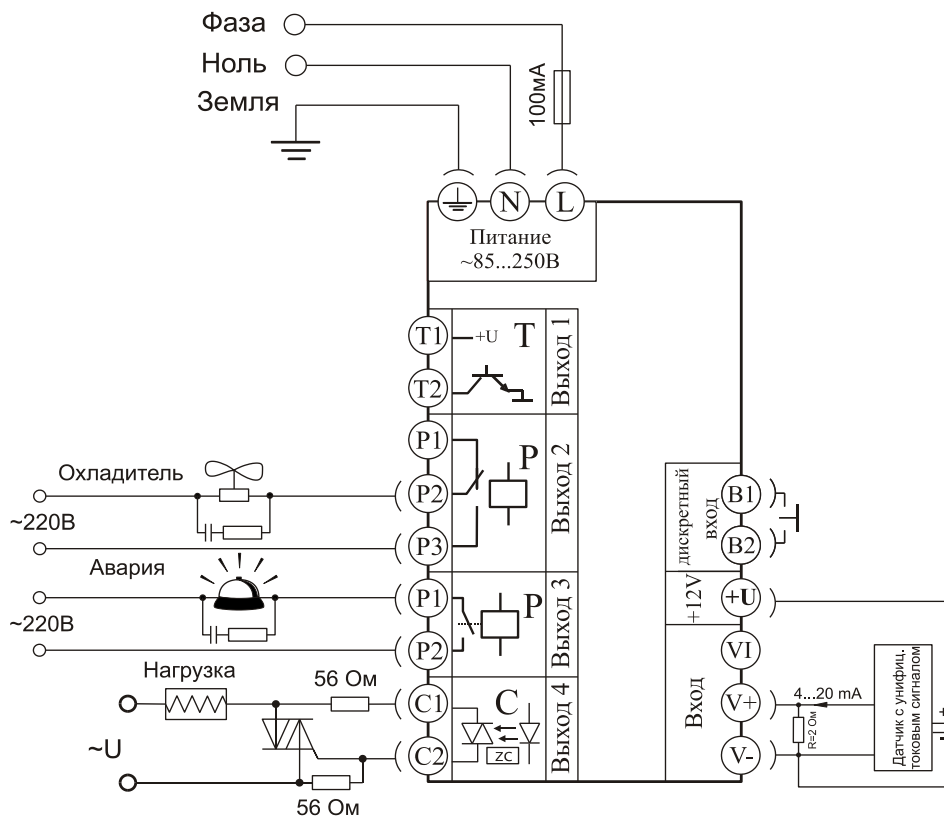 Фаза
Ноль
Земля
100мА
N
L
Питание
~85...250В
T1
+U
T
T2
Выход 1
P1
P2
P
P3
Выход 2
Охладитель
~220В
дискретный
вход
B1
B2
Авария
~220В
P1
P
P2
Выход 3
+12V
+U
VI
Вход
V+
V-
Нагрузка
56 Ом
~U
56 Ом
C1
C
C2
ZC
Выход 4
4...20 mA
R=2 Ом
Датчик с унифиц.
токовым сигналом
+